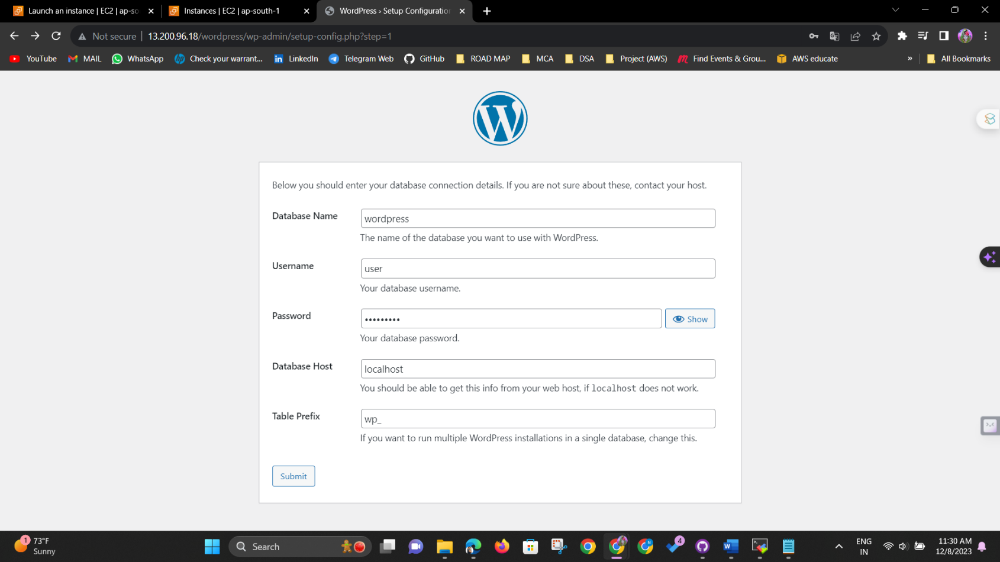 Launch an instance | EC2 | ap-so
Instances | EC2 | ap-south-1
WordPress › Setup Configuration
Not secure
13.200.96.18/wordpress/wp-admin/setup-config.php?step=1
YouTube
MAIL
WhatsApp
Check your warrant...
LinkedIn
Telegram Web
GitHub
ROAD MAP
MCA
DSA
Project (AWS)
Find Events & Grou...
AWS educate
»
All Bookmarks
Below you should enter your database connection details. If you are not sure about these, contact your host.
Database Name
wordpress
The name of the database you want to use with WordPress.
Username
user
Your database username.
Password
•••••••••
Show
Your database password.
Database Host
localhost
You should be able to get this info from your web host, if localhost does not work.
Table Prefix
wp_
If you want to run multiple WordPress installations in a single database, change this.
Submit
1
73°F
Sunny
Search
4
ENG
IN
11:30 AM
12/8/2023